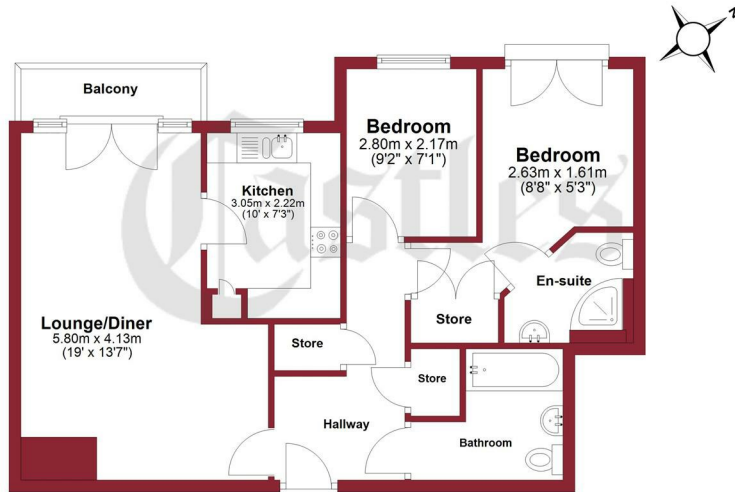 Z
Balcony
Bedroom
2.80m x 2.17m
(9'2" x 7'1")
Bedroom
2.63m x 1.61m
(8'8" x 5'3")
Kitchen
3.05m x 2.22m
(10' x 7'3")
Castles
En-suite
Lounge/Diner
5.80m x 4.13m
(19' x 13'7")
Store
Store
Store
Hallway
Bathroom